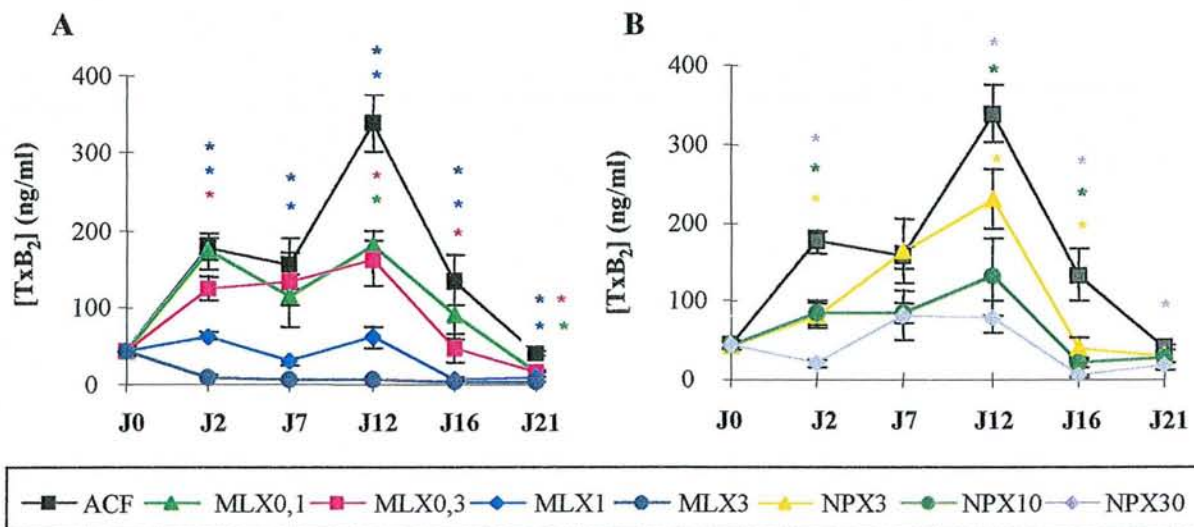 A
B
[TxB₂] (ng/ml)
400
300
200
100
0
J0 J2 J7 J12 J16 J21
[TxB₂] (ng/ml)
400
300
200
100
0
J0 J2 J7 J12 J16 J21
ACF MLX0,1 MLX0,3 MLX1 MLX3 NPX3 NPX10 NPX30